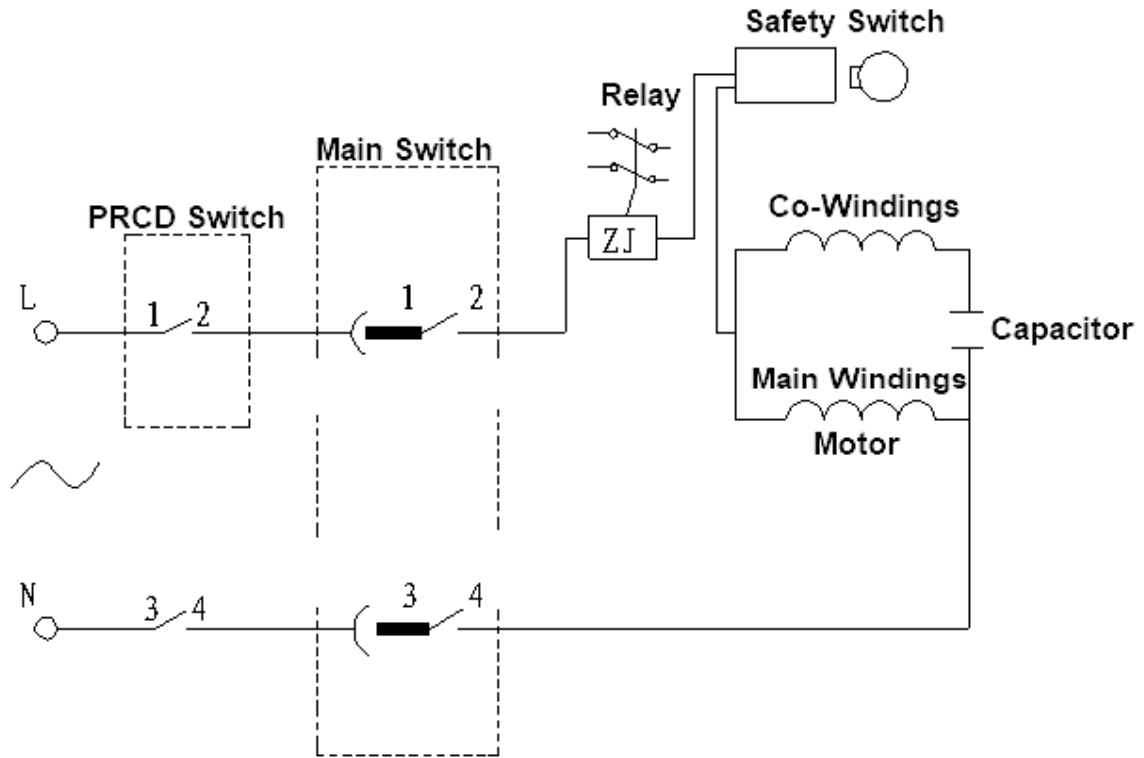 Safety Switch
Relay
Main Switch
PRCD Switch
Co-Windings
ZJ
L
1 2
1 2
Capacitor
Main Windings
Motor
N
3 4
3 4